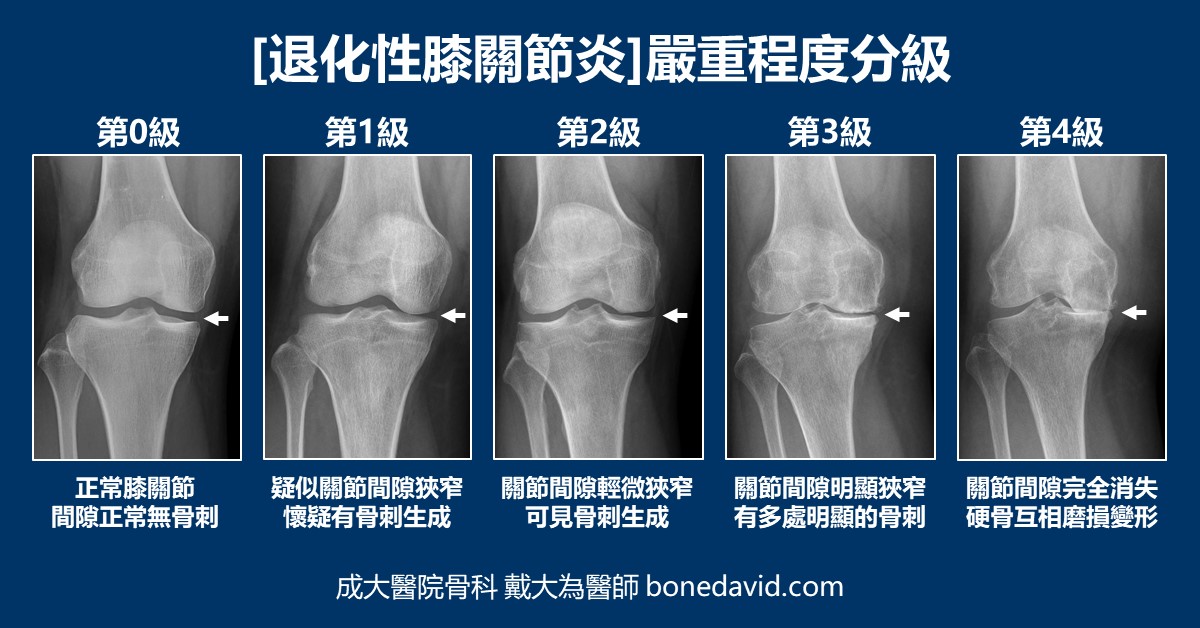 [退化性膝關節炎]嚴重程度分級
第0級
第1級
第2級
第3級
第4級
正常膝關節
間隙正常無骨刺
疑似關節間隙狹窄
懷疑有骨刺生成
關節間隙輕微狹窄
可見骨刺生成
關節間隙明顯狹窄
有多處明顯的骨刺
關節間隙完全消失
硬骨互相磨損變形
成大醫院骨科 戴大為醫師 bonedavid.com